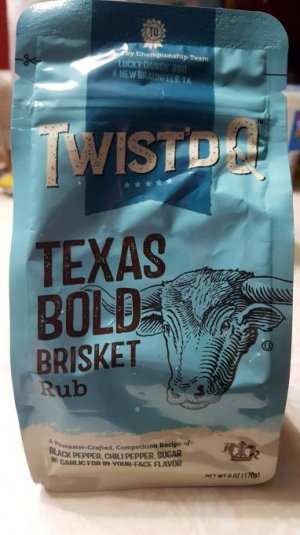 by Championship Team
LUCKY DAWGS BBQ
NEW BRAUNFELS, TX
TWIST'D Q
TEXAS
BOLD
BRISKET
Rub
A Pitmaster-Crafted, Competition Recipe of:
BLACK PEPPER, CHILI PEPPER, SUGAR
& GARLIC FOR IN-YOUR-FACE FLAVOR
NET WT 6 OZ (170g)